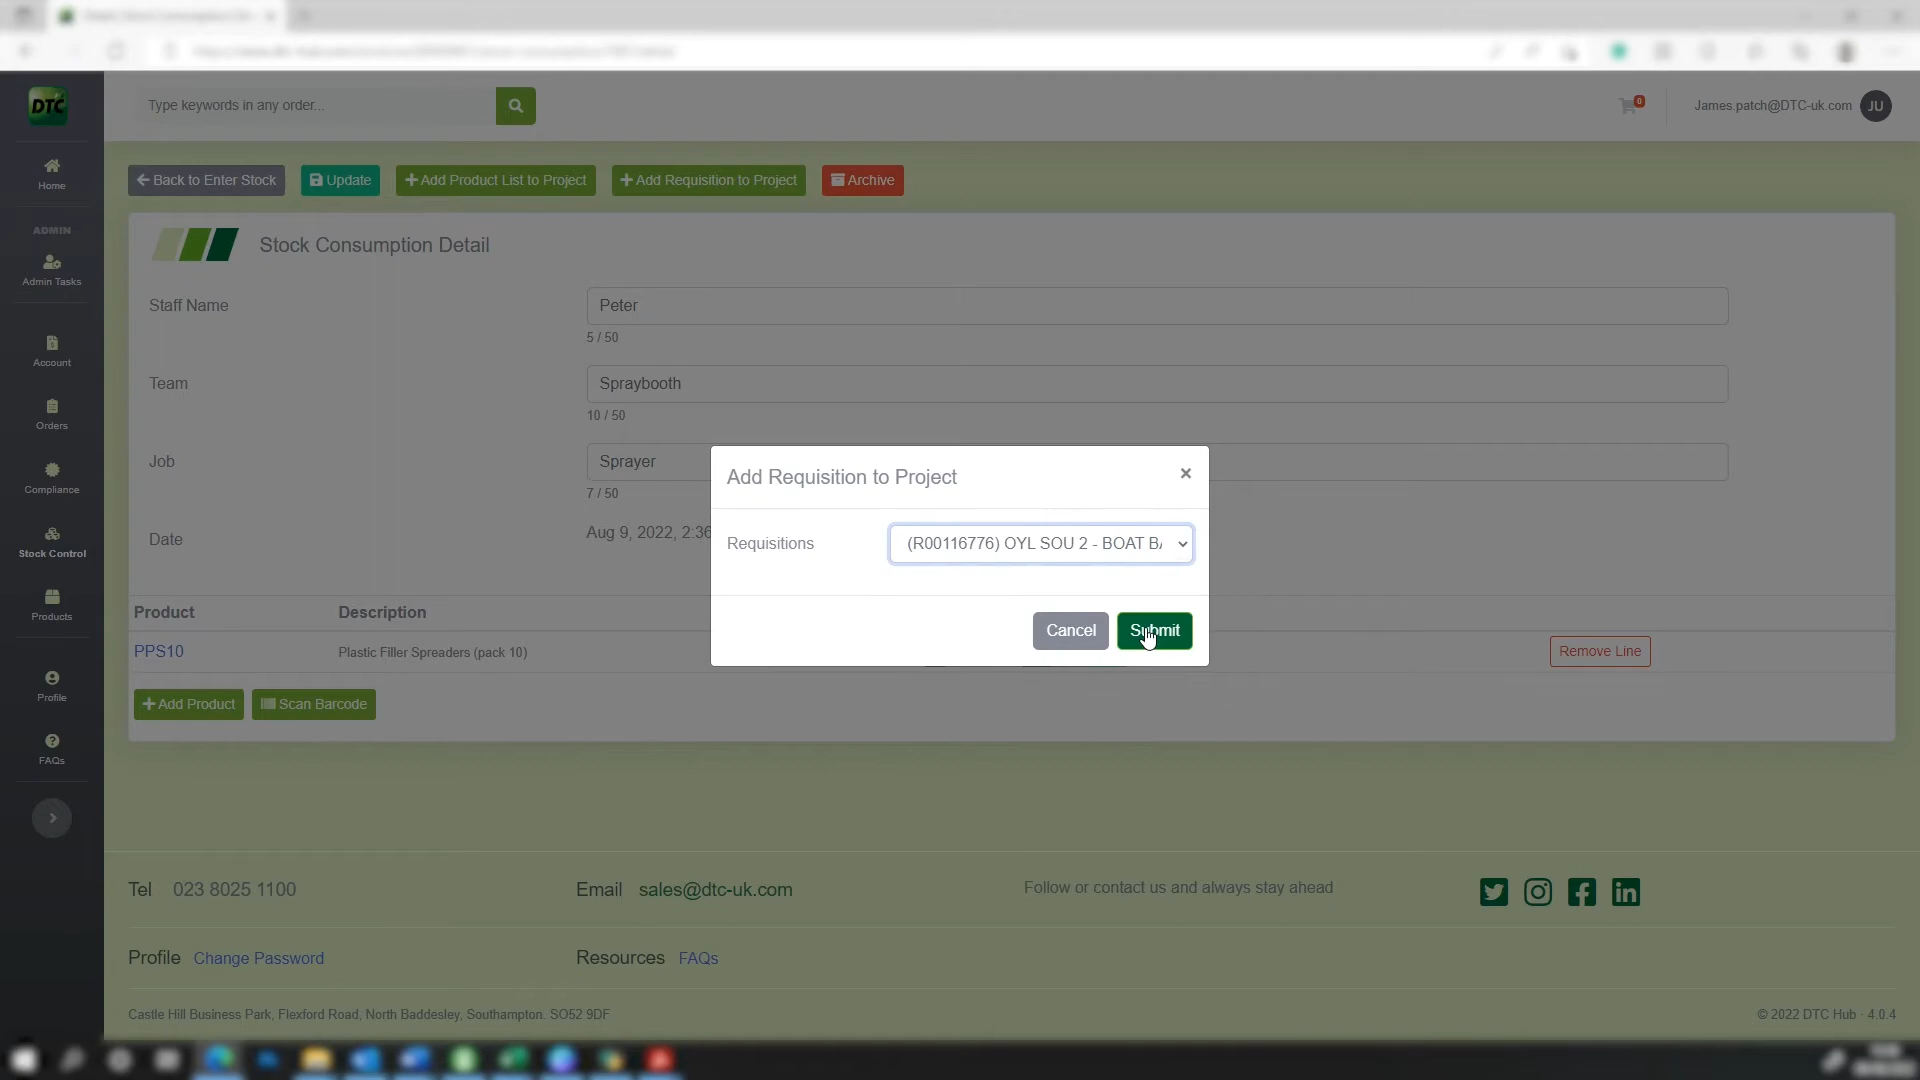 DTC
Type keywords in any order...
0
James.patch@DTC-uk.com
JU
Home
ADMIN
Admin Tasks
Account
Orders
Compliance
Stock Control
Products
Profile
FAQs
Back to Enter Stock
Update
Add Product List to Project
Add Requisition to Project
Archive
Stock Consumption Detail
Staff Name
Peter
5 / 50
Team
Spraybooth
10 / 50
Job
Sprayer
7 / 50
Date
Aug 9, 2022, 2:36
Add Requisition to Project
×
Requisitions
(R00116776) OYL SOU 2 - BOAT
Cancel
Submit
Product
Description
PPS10
Plastic Filler Spreaders (pack 10)
Remove Line
Add Product
Scan Barcode
Tel 023 8025 1100
Email sales@dtc-uk.com
Follow or contact us and always stay ahead
Profile Change Password
Resources FAQs
Castle Hill Business Park, Flexford Road, North Baddesley, Southampton. SO52 9DF
© 2022 DTC Hub - 4.0.4